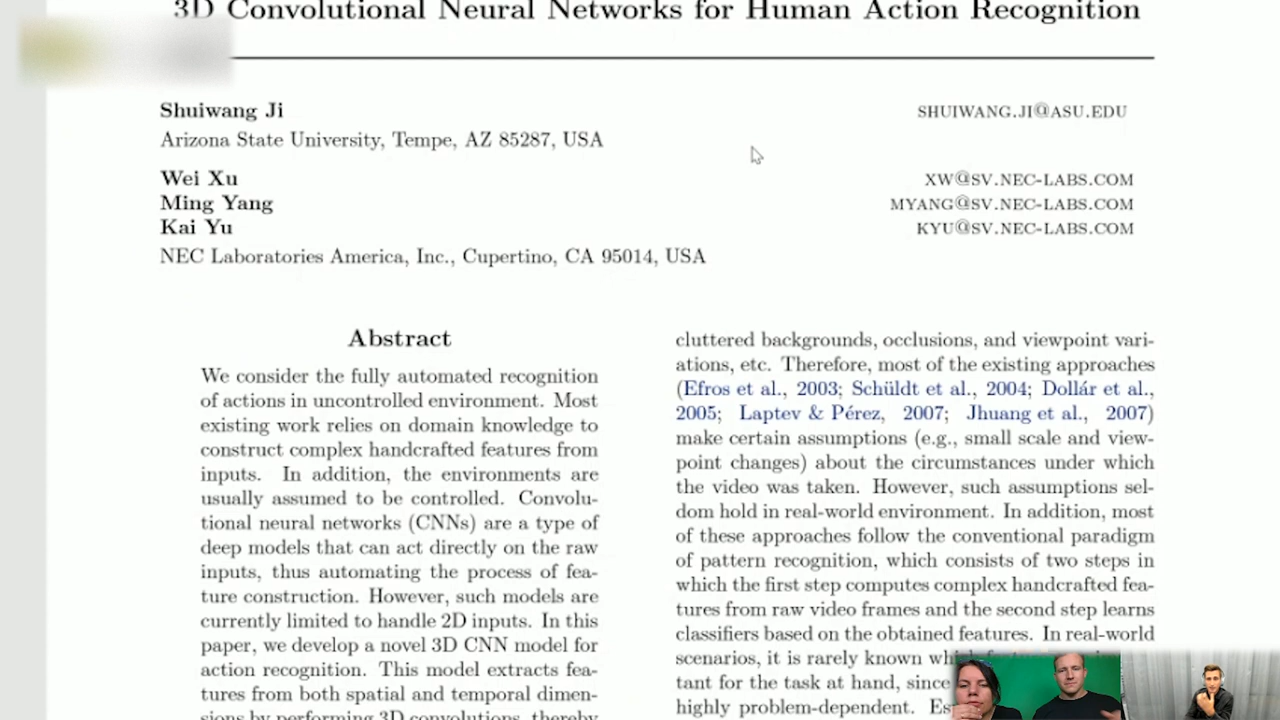 3D Convolutional Neural Networks for Human Action Recognition
Shuiwang Ji
SHUIWANG.JI@ASU.EDU
Arizona State University, Tempe, AZ 85287, USA
Wei Xu
XW@SV.NEC-LABS.COM
Ming Yang
MYANG@SV.NEC-LABS.COM
Kai Yu
KYU@SV.NEC-LABS.COM
NEC Laboratories America, Inc., Cupertino, CA 95014, USA
Abstract
We consider the fully automated recognition
of actions in uncontrolled environment. Most
existing work relies on domain knowledge to
construct complex handcrafted features from
inputs. In addition, the environments are
usually assumed to be controlled. Convolu-
tional neural networks (CNNs) are a type of
deep models that can act directly on the raw
inputs, thus automating the process of fea-
ture construction. However, such models are
currently limited to handle 2D inputs. In this
paper, we develop a novel 3D CNN model for
action recognition. This model extracts fea-
tures from both spatial and temporal dimen-
sions by performing 3D convolutions, thereby
cluttered backgrounds, occlusions, and viewpoint vari-
ations, etc. Therefore, most of the existing approaches
(Efros et al., 2003; Schüldt et al., 2004; Dollár et al.,
2005; Laptev & Pérez, 2007; Jhuang et al., 2007)
make certain assumptions (e.g., small scale and view-
point changes) about the circumstances under which
the video was taken. However, such assumptions sel-
dom hold in real-world environment. In addition, most
of these approaches follow the conventional paradigm
of pattern recognition, which consists of two steps in
which the first step computes complex handcrafted fea-
tures from raw video frames and the second step learns
classifiers based on the obtained features. In real-world
scenarios, it is rarely known
tant for the task at hand, since
highly problem-dependent.